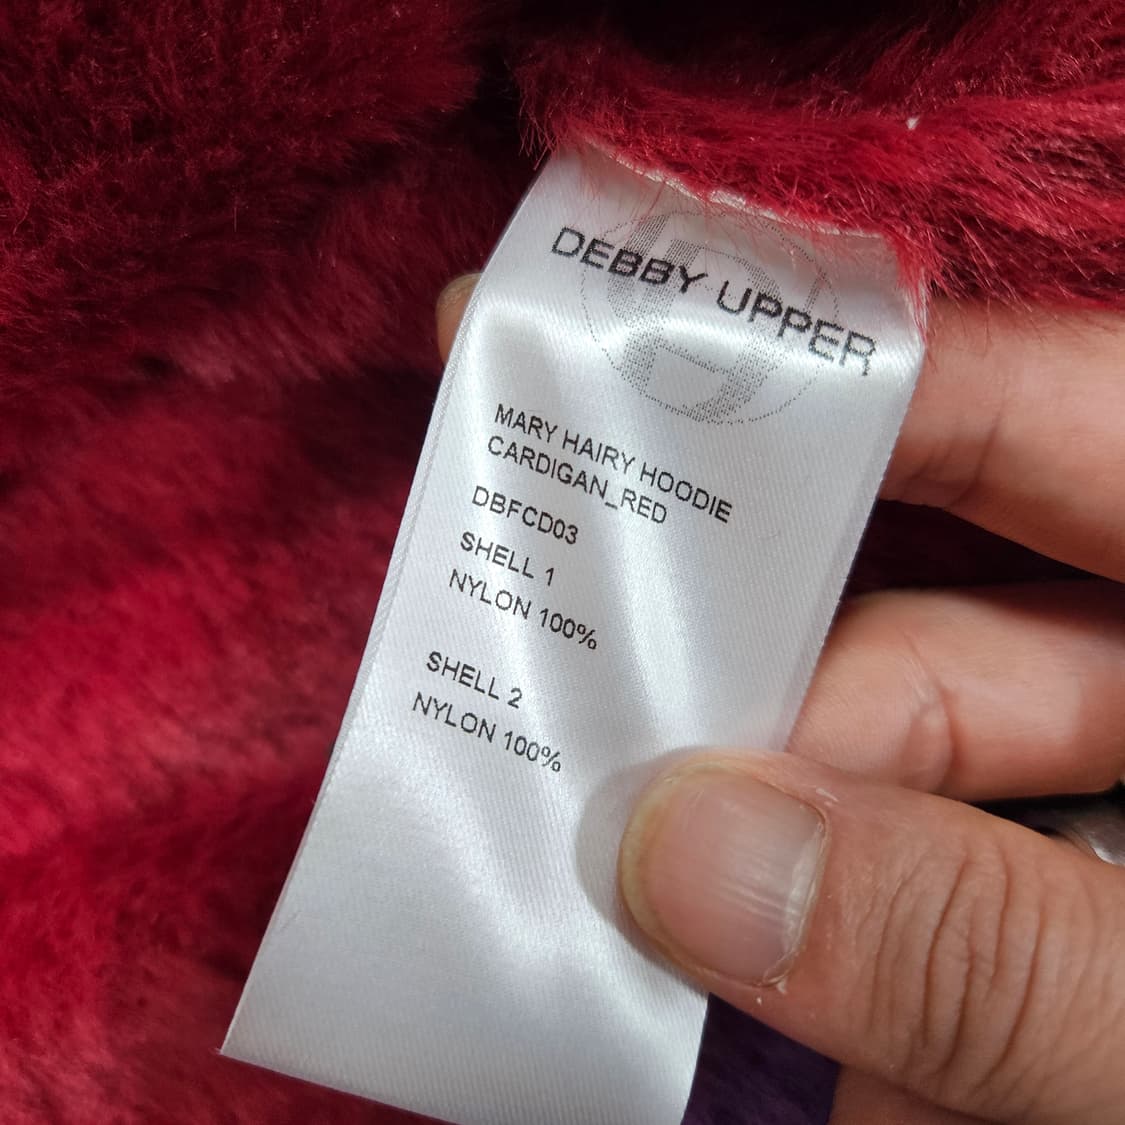 DEBBY UPPER
MARY HAIRY HOODIE
CARDIGAN_RED
DBFCD03
SHELL 1
NYLON 100%
SHELL 2
NYLON 100%